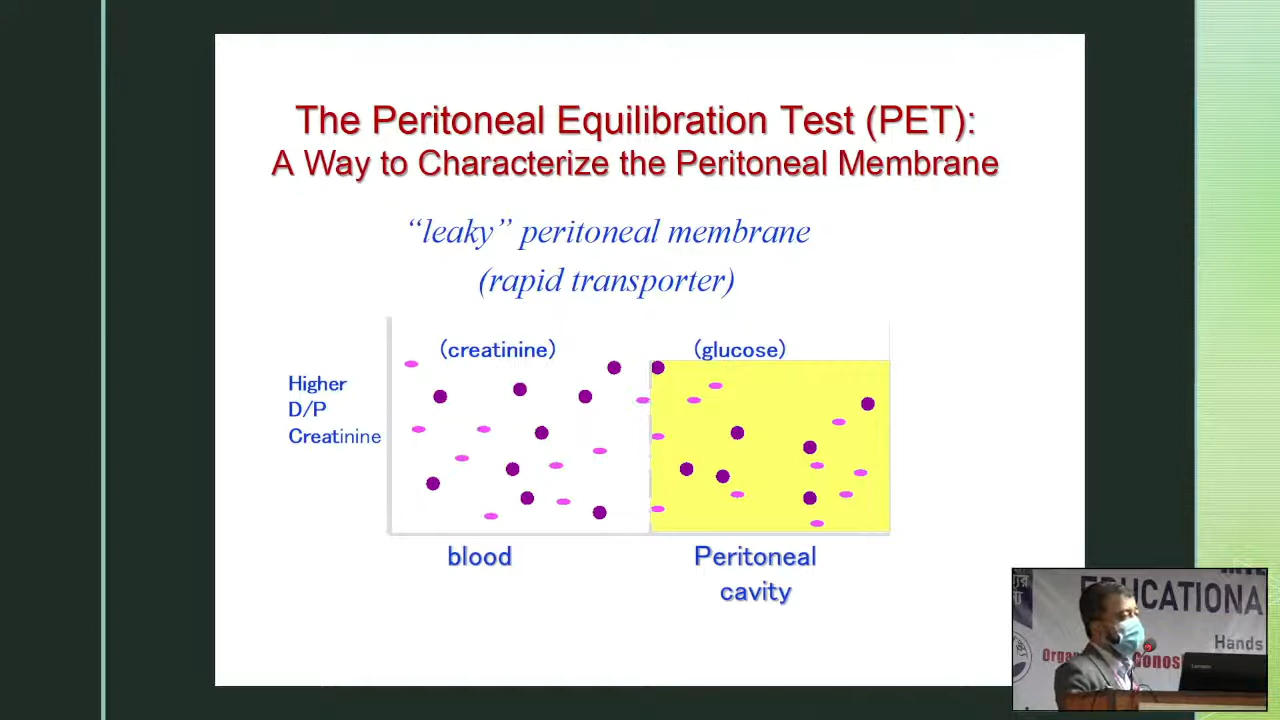 The Peritoneal Equilibration Test (PET):
A Way to Characterize the Peritoneal Membrane
“leaky” peritoneal membrane
(rapid transporter)
(creatinine) (glucose)
Higher
D/P
Creatinine
blood Peritoneal
cavity
EDUCATIONA
Hands